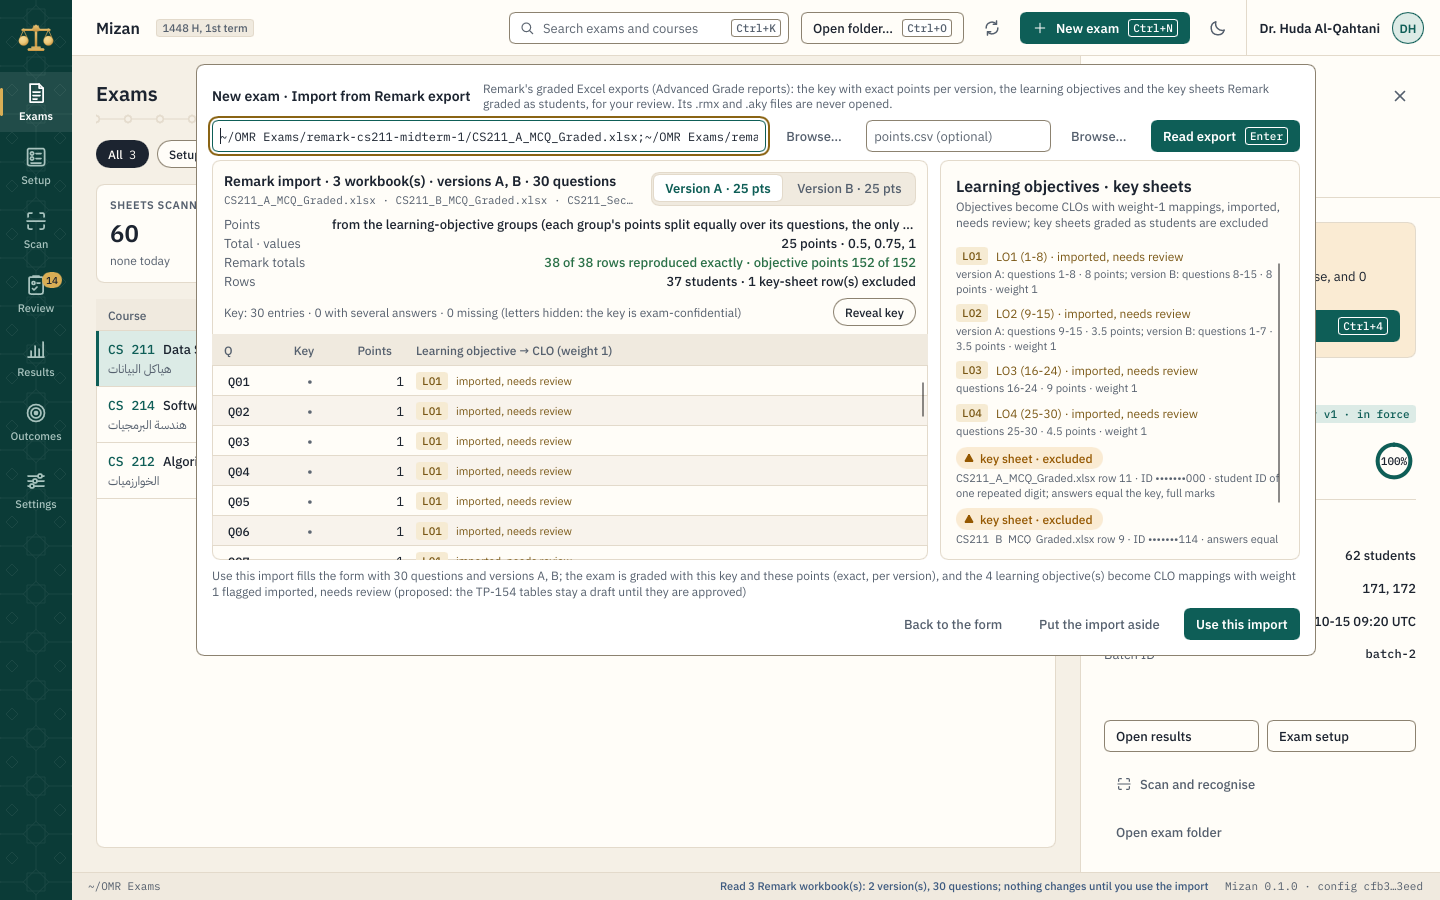 Mizan
1448 H, 1st term
Search exams and courses
Ctrl+K
Open folder...
Ctrl+O
New exam
Ctrl+N
Dr. Huda Al-Qahtani
DH
Exams
Setup
Scan
Review
14
Results
Outcomes
Settings
Exams
All 3
SHEETS SCANN
60
none today
Course
CS 211 Data
هياكل البيانات
CS 214 Softw
هندسة البرمجيات
CS 212 Algori
الخوارزميات
New exam · Import from Remark export
Remark's graded Excel exports (Advanced Grade reports): the key with exact points per version, the learning objectives and the key sheets Remark
graded as students, for your review. Its .rmx and .aky files are never opened.
~/OMR Exams/remark-cs211-midterm-1/CS211_A_MCQ_Graded.xlsx;~/OMR Exams/rema
Browse...
points.csv (optional)
Browse...
Read export
Enter
Remark import · 3 workbook(s) · versions A, B · 30 questions
CS211_A_MCQ_Graded.xlsx · CS211_B_MCQ_Graded.xlsx · CS211_Sec…
Version A · 25 pts
Version B · 25 pts
Points
from the learning-objective groups (each group's points split equally over its questions, the only …
Total · values
25 points · 0.5, 0.75, 1
Remark totals
38 of 38 rows reproduced exactly · objective points 152 of 152
Rows
37 students · 1 key-sheet row(s) excluded
Key: 30 entries · 0 with several answers · 0 missing (letters hidden: the key is exam-confidential)
Reveal key
Q Key Points Learning objective → CLO (weight 1)
Q01 • 1 LO1 imported, needs review
Q02 • 1 LO1 imported, needs review
Q03 • 1 LO1 imported, needs review
Q04 • 1 LO1 imported, needs review
Q05 • 1 LO1 imported, needs review
Q06 • 1 LO1 imported, needs review
Learning objectives · key sheets
Objectives become CLOs with weight-1 mappings, imported,
needs review; key sheets graded as students are excluded
LO1 LO1 (1-8) · imported, needs review
version A: questions 1-8 · 8 points; version B: questions 8-15 · 8
points · weight 1
LO2 LO2 (9-15) · imported, needs review
version A: questions 9-15 · 3.5 points; version B: questions 1-7 ·
3.5 points · weight 1
LO3 LO3 (16-24) · imported, needs review
questions 16-24 · 9 points · weight 1
LO4 LO4 (25-30) · imported, needs review
questions 25-30 · 4.5 points · weight 1
key sheet · excluded
CS211_A_MCQ_Graded.xlsx row 11 · ID •••••••000 · student ID of
one repeated digit; answers equal the key, full marks
key sheet · excluded
CS211_B_MCQ_Graded.xlsx row 9 · ID •••••••114 · answers equal
Use this import fills the form with 30 questions and versions A, B; the exam is graded with this key and these points (exact, per version), and the 4 learning objective(s) become CLO mappings with weight
1 flagged imported, needs review (proposed: the TP-154 tables stay a draft until they are approved)
Back to the form
Put the import aside
Use this import
se, and 0
Ctrl+4
v1 · in force
100%
62 students
171, 172
10-15 09:20 UTC
Batch ID
batch-2
Open results
Exam setup
Scan and recognise
Open exam folder
~/OMR Exams
Read 3 Remark workbook(s): 2 version(s), 30 questions; nothing changes until you use the import
Mizan 0.1.0 · config cfb3…3eed